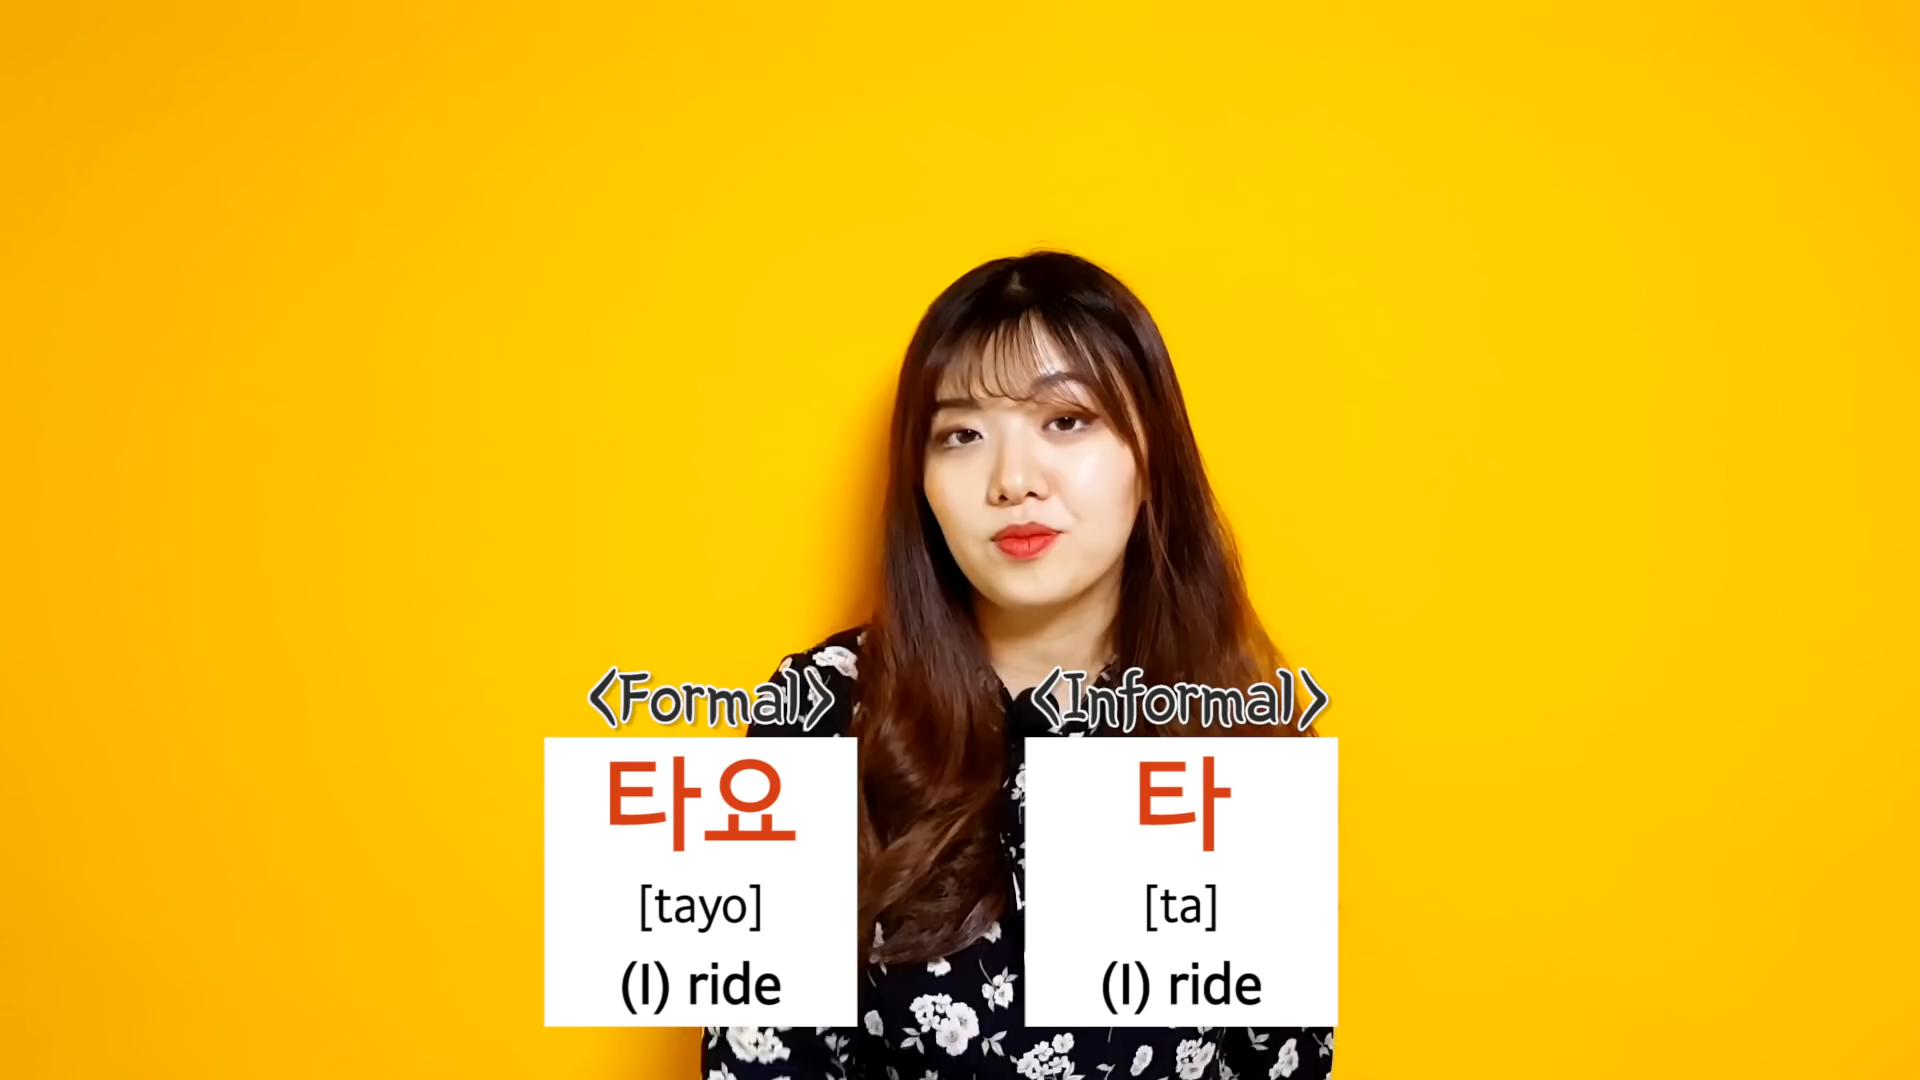 <Formal>
타요
[tayo]
(I) ride
<Informal>
타
[ta]
(I) ride